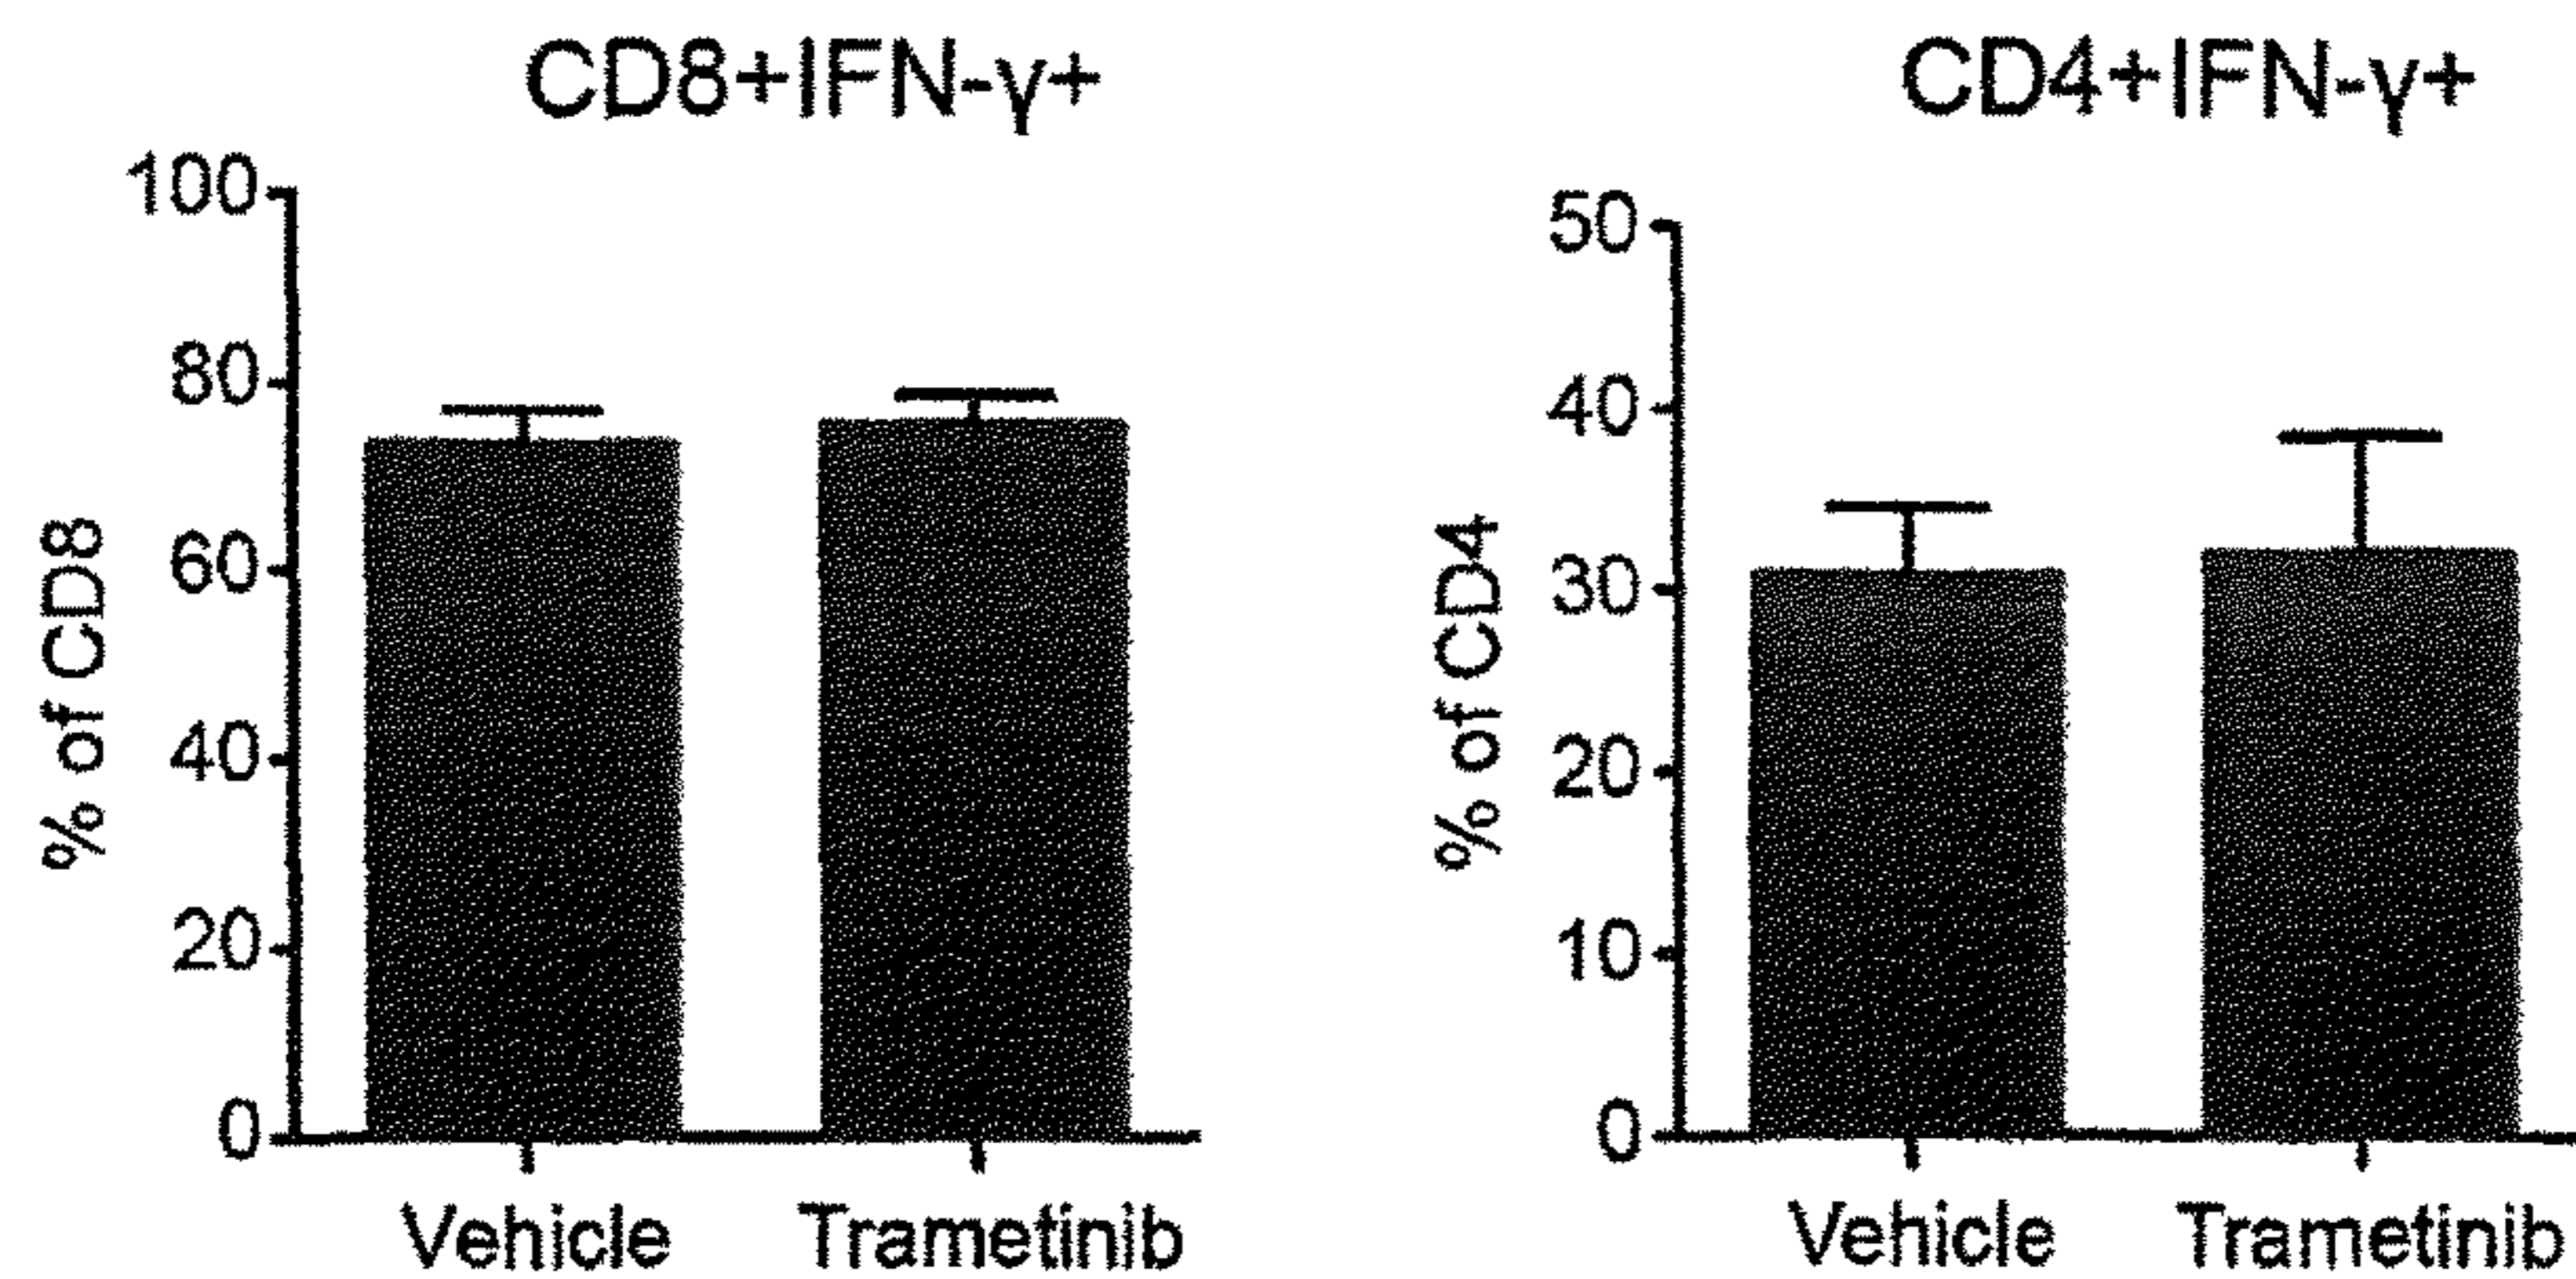 CD8+IFN-γ+
100
80
60
40
20
0
% of CD8
Vehicle Trametinib
CD4+IFN-γ+
50
40
30
20
10
0
% of CD4
Vehicle Trametinib